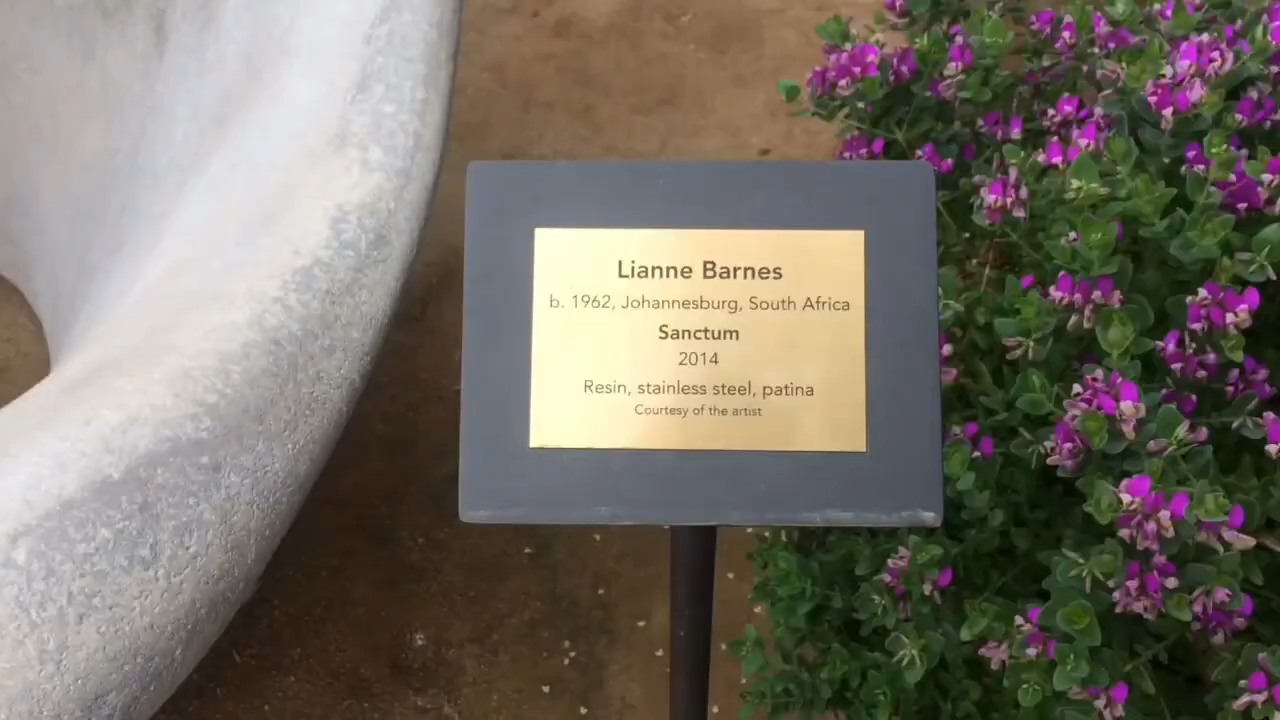 Lianne Barnes
b. 1962, Johannesburg, South Africa
Sanctum
2014
Resin, stainless steel, patina
Courtesy of the artist